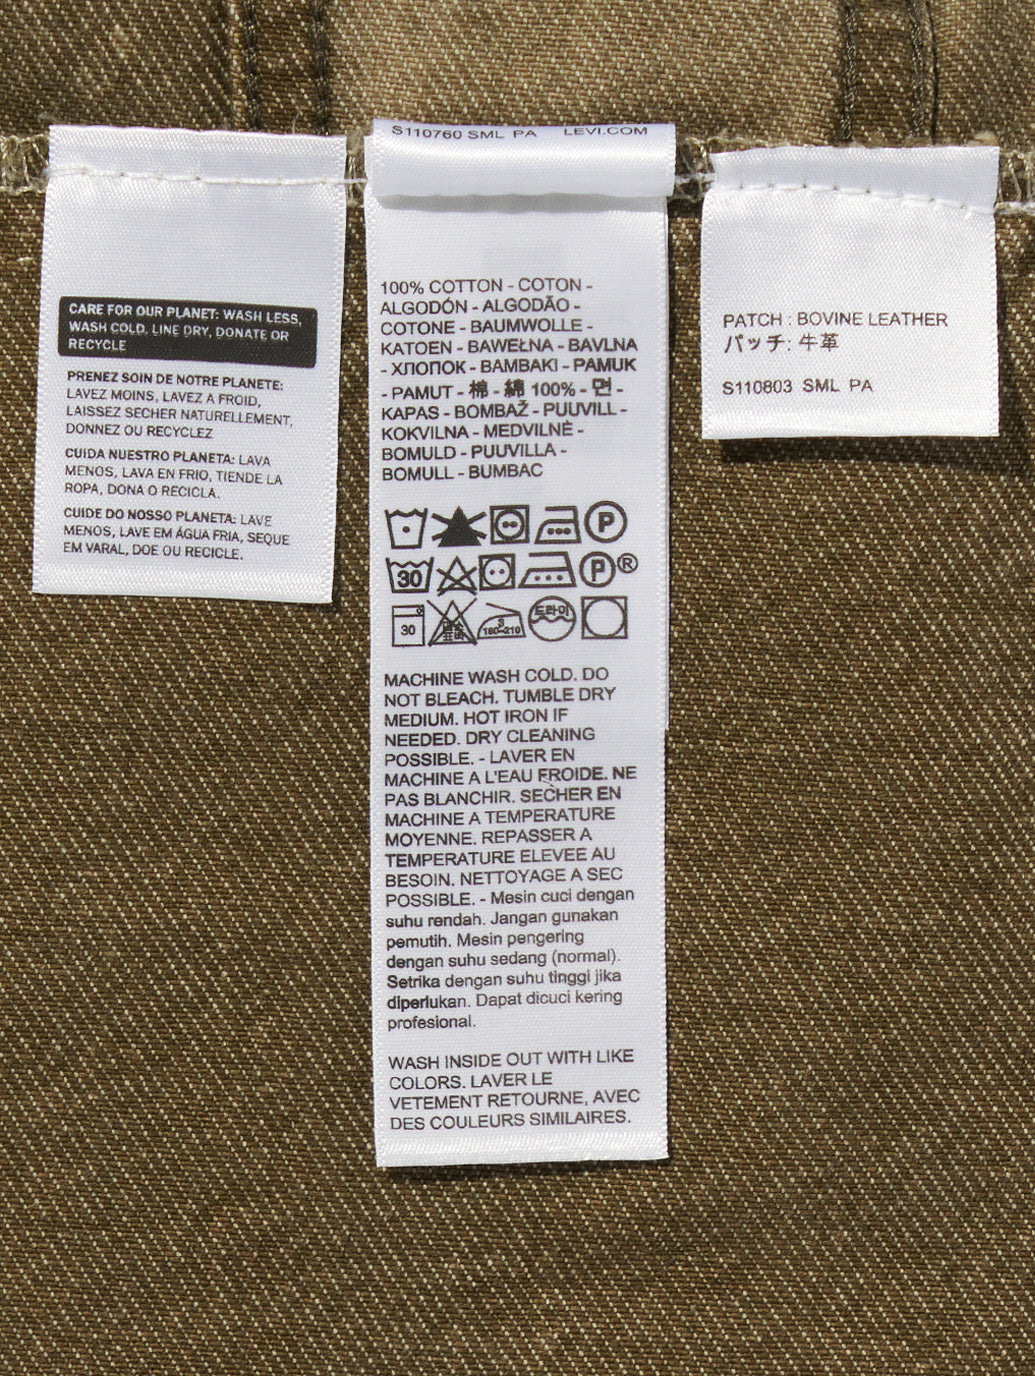 CARE FOR OUR PLANET: WASH LESS,
WASH COLD. LINE DRY, DONATE OR
RECYCLE
PRENEZ SOIN DE NOTRE PLANETE:
LAVEZ MOINS, LAVEZ A FROID,
LAISSEZ SECHER NATURELLEMENT,
DONNEZ OU RECYCLEZ
CUIDA NUESTRO PLANETA: LAVA
MENOS, LAVA EN FRIO, TIENDE LA
ROPA, DONA O RECICLA.
CUIDE DO NOSSO PLANETA: LAVE
MENOS, LAVE EM ÁGUA FRIA, SEQUE
EM VARAL, DOE OU RECICLE.
S110760 SML PA LEVI.COM
100% COTTON - COTON -
ALGODÓN - ALGODÃO -
COTONE - BAUMWOLLE -
KATOEN - BAWEŁNA - BAVLNA
- ХЛОПОК - BAMBAKI - PAMUK
- PAMUT - 棉 - 綿 100% - 면 -
KAPAS - BOMBAŽ - PUUVILL -
KOKVILNA - MEDVILNĖ -
BOMULD - PUUVILLA -
BOMULL - BUMBAC
P
30 P ®
30 S 160-210 드라이
MACHINE WASH COLD. DO
NOT BLEACH. TUMBLE DRY
MEDIUM. HOT IRON IF
NEEDED. DRY CLEANING
POSSIBLE. - LAVER EN
MACHINE A L'EAU FROIDE. NE
PAS BLANCHIR. SECHER EN
MACHINE A TEMPERATURE
MOYENNE. REPASSER A
TEMPERATURE ELEVEE AU
BESOIN. NETTOYAGE A SEC
POSSIBLE. - Mesin cuci dengan
suhu rendah. Jangan gunakan
pemutih. Mesin pengering
dengan suhu sedang (normal).
Setrika dengan suhu tinggi jika
diperlukan. Dapat dicuci kering
profesional.
WASH INSIDE OUT WITH LIKE
COLORS. LAVER LE
VETEMENT RETOURNE, AVEC
DES COULEURS SIMILAIRES.
PATCH : BOVINE LEATHER
パッチ: 牛革
S110803 SML PA